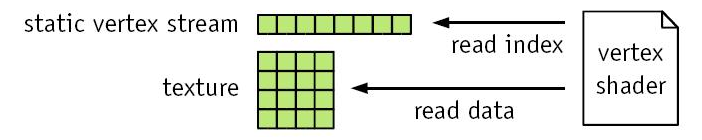 static vertex stream
read index
vertex
shader
texture
read data